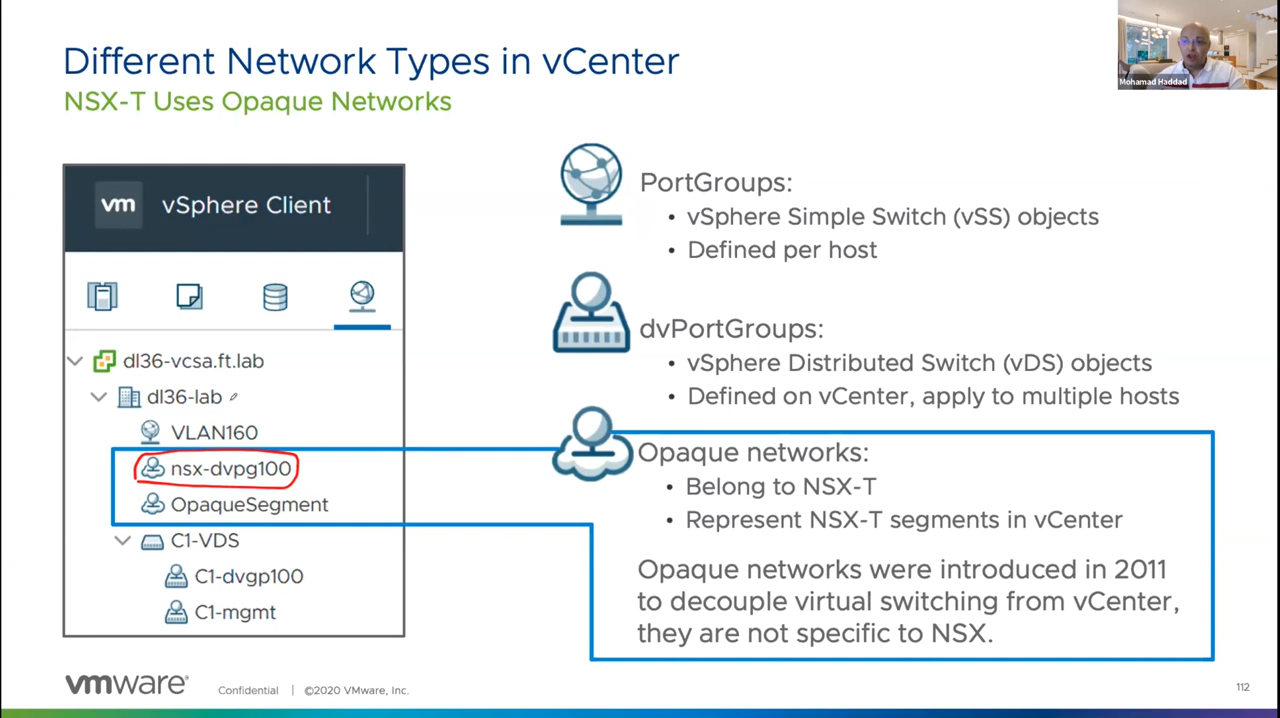 Different Network Types in vCenter
NSX-T Uses Opaque Networks
Mohamad Haddad
vm vSphere Client
dl36-vcsa.ft.lab
dl36-lab
VLAN160
nsx-dvpg100
OpaqueSegment
C1-VDS
C1-dvgp100
C1-mgmt
PortGroups:
• vSphere Simple Switch (vSS) objects
• Defined per host
dvPortGroups:
• vSphere Distributed Switch (vDS) objects
• Defined on vCenter, apply to multiple hosts
Opaque networks:
• Belong to NSX-T
• Represent NSX-T segments in vCenter
Opaque networks were introduced in 2011
to decouple virtual switching from vCenter,
they are not specific to NSX.
vmware® Confidential | ©2020 VMware, Inc. 112